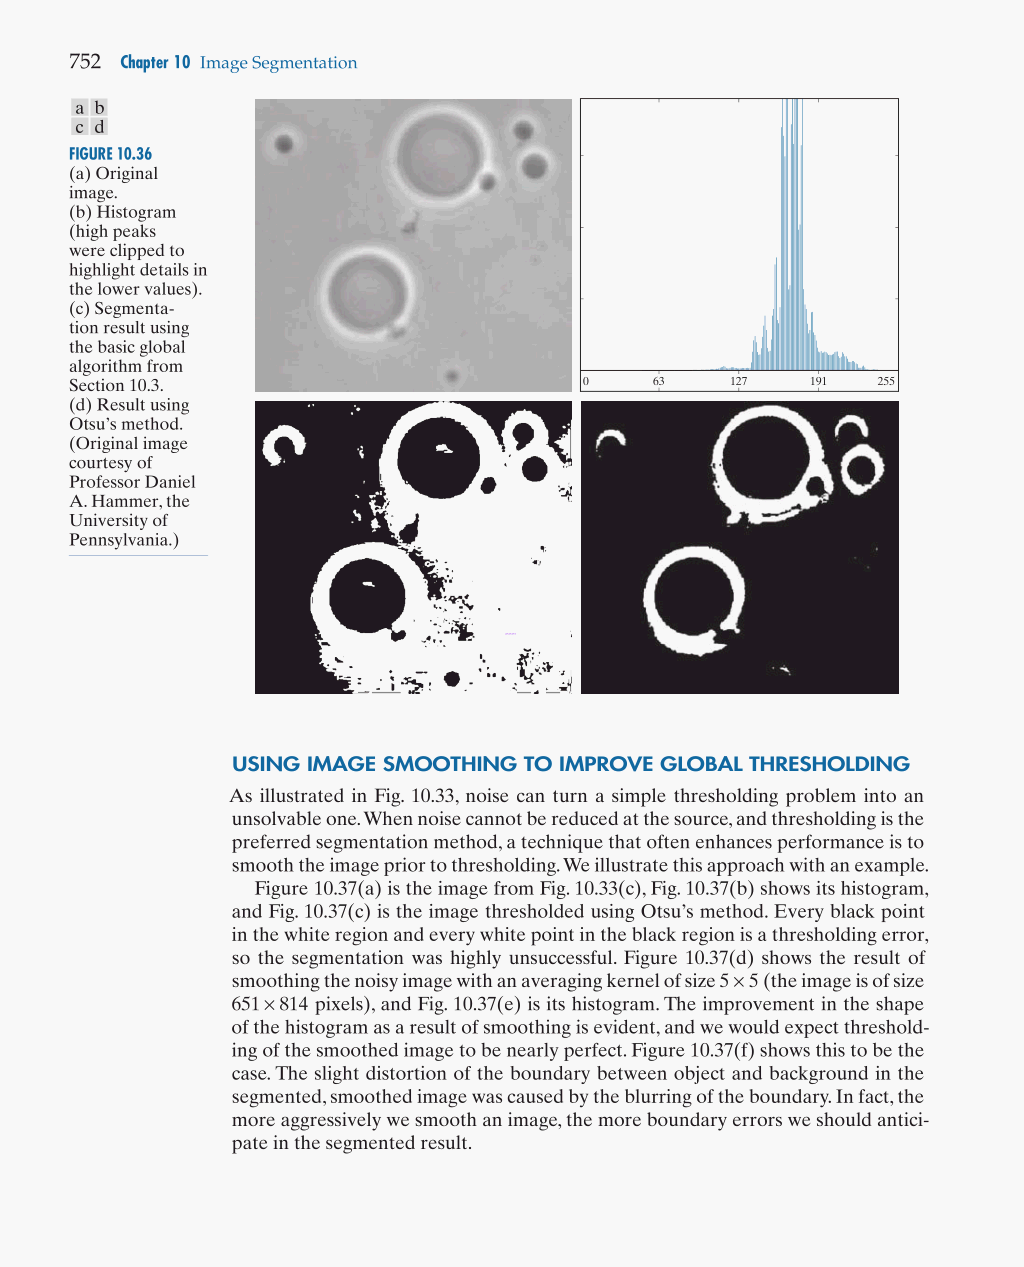 752 Chapter 10 Image Segmentation
a b
c d
FIGURE 10.36
(a) Original
image.
(b) Histogram
(high peaks
were clipped to
highlight details in
the lower values).
(c) Segmenta-
tion result using
the basic global
algorithm from
Section 10.3.
(d) Result using
Otsu's method.
(Original image
courtesy of
Professor Daniel
A. Hammer, the
University of
Pennsylvania.)
0 63 127 191 255
USING IMAGE SMOOTHING TO IMPROVE GLOBAL THRESHOLDING
As illustrated in Fig. 10.33, noise can turn a simple thresholding problem into an
unsolvable one. When noise cannot be reduced at the source, and thresholding is the
preferred segmentation method, a technique that often enhances performance is to
smooth the image prior to thresholding. We illustrate this approach with an example.
Figure 10.37(a) is the image from Fig. 10.33(c), Fig. 10.37(b) shows its histogram,
and Fig. 10.37(c) is the image thresholded using Otsu's method. Every black point
in the white region and every white point in the black region is a thresholding error,
so the segmentation was highly unsuccessful. Figure 10.37(d) shows the result of
smoothing the noisy image with an averaging kernel of size 5 × 5 (the image is of size
651 × 814 pixels), and Fig. 10.37(e) is its histogram. The improvement in the shape
of the histogram as a result of smoothing is evident, and we would expect threshold-
ing of the smoothed image to be nearly perfect. Figure 10.37(f) shows this to be the
case. The slight distortion of the boundary between object and background in the
segmented, smoothed image was caused by the blurring of the boundary. In fact, the
more aggressively we smooth an image, the more boundary errors we should antici-
pate in the segmented result.